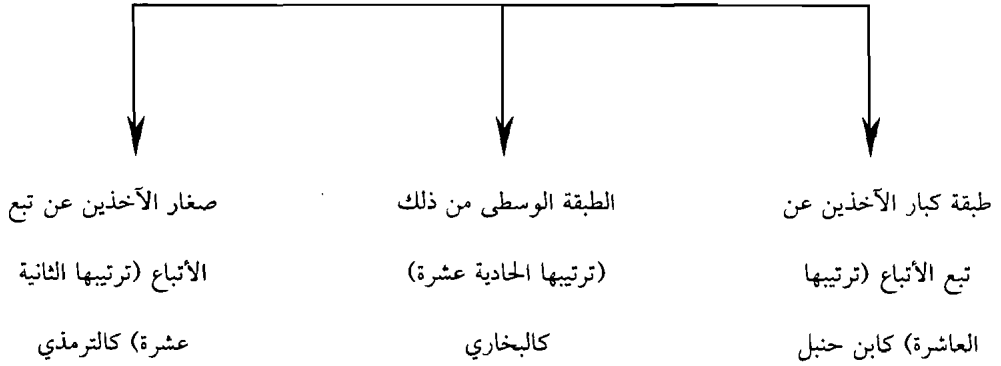 طبقة كبار الآخذين عن
تبع الأتباع (ترتيبها
العاشرة) كابن حنبل
الطبقة الوسطى من ذلك
(ترتيبها الحادية عشرة)
كالبخاري
صغار الآخذين عن تبع
الأتباع (ترتيبها الثانية
عشرة) كالترمذي